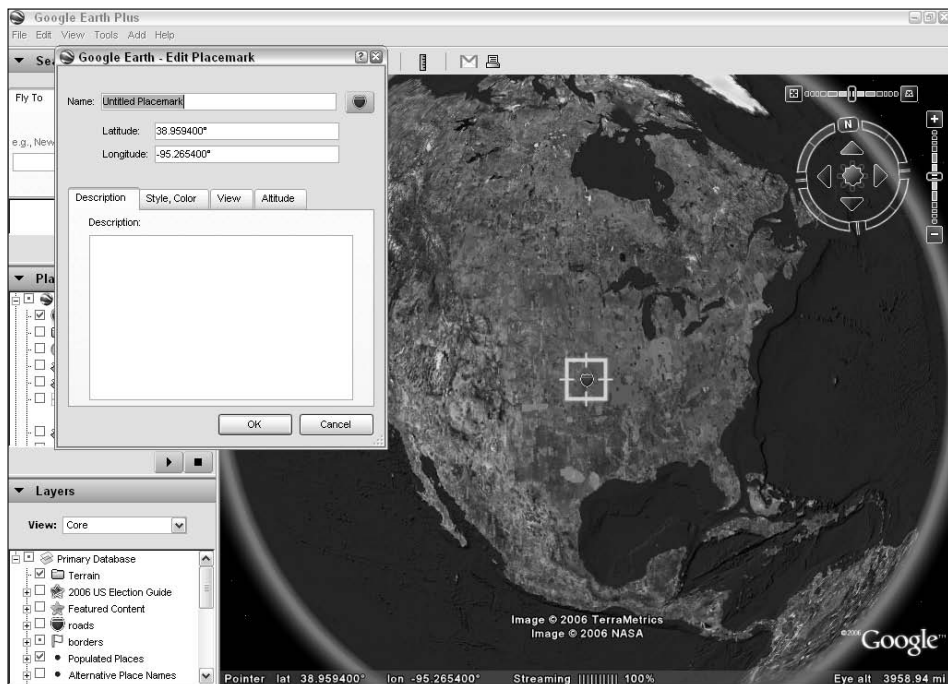 Google Earth Plus
File Edit View Tools Add Help
Google Earth - Edit Placemark
Fly To
e.g., New
Name: Untitled Placemark
Latitude: 38.959400°
Longitude: -95.265400°
Description Style, Color View Altitude
Description:
OK Cancel
N
Layers
View: Core
Primary Database
Terrain
2006 US Election Guide
Featured Content
roads
borders
Populated Places
Alternative Place Names
Image © 2006 TerraMetrics
Image © 2006 NASA
©2006 Google™
Pointer lat 38.959400° lon -95.265400° Streaming |||||||||| 100% Eye alt 3958.94 mi